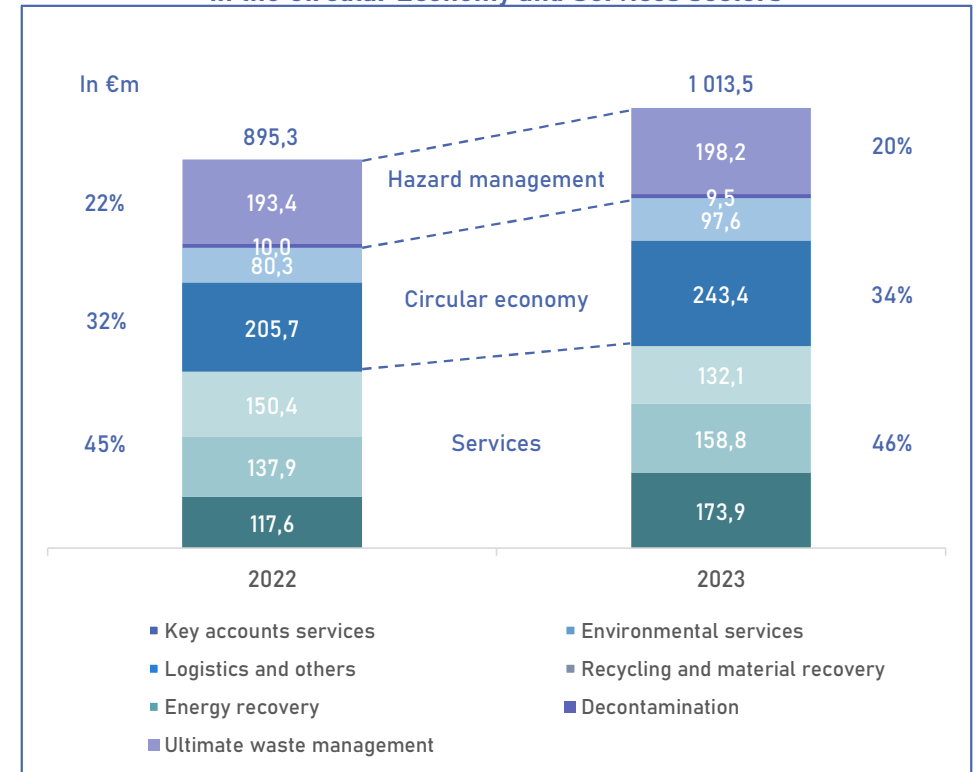 In €m
895,3
1 013,5
193,4
198,2
20%
Hazard management
22%
10,0
9,5
80,3
97,6
Circular economy
205,7
243,4
34%
32%
150,4
132,1
45%
Services
46%
137,9
158,8
117,6
173,9
2022
2023
Key accounts services
Environmental services
Logistics and others
Recycling and material recovery
Energy recovery
Decontamination
Ultimate waste management